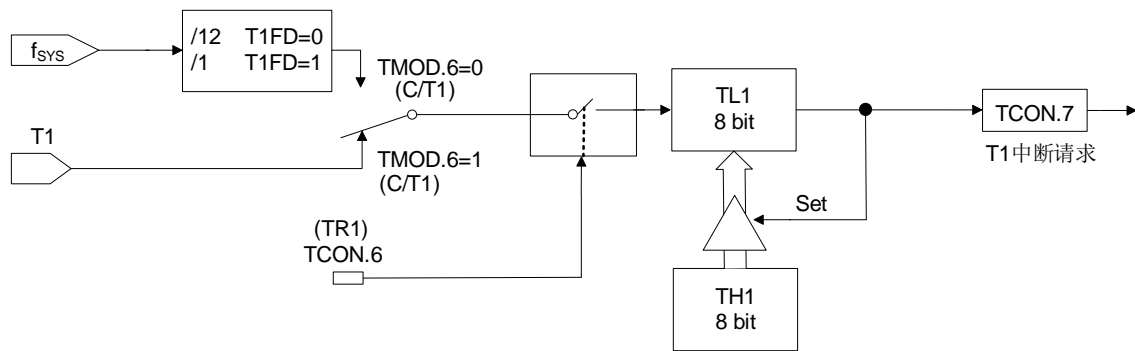 f_SYS
/12 T1FD=0
/1 T1FD=1
TMOD.6=0
(C/T1)
T1
TMOD.6=1
(C/T1)
(TR1)
TCON.6
TL1
8 bit
TCON.7
T1中断请求
Set
TH1
8 bit